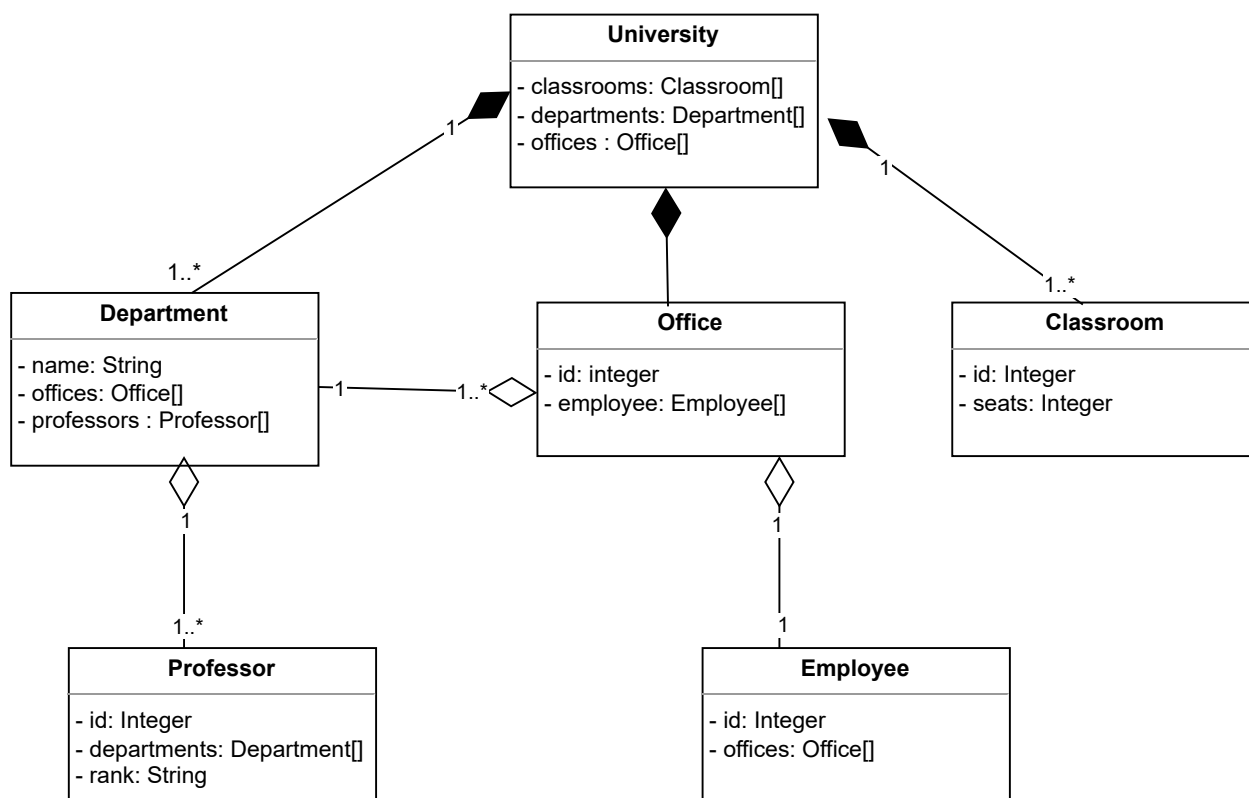 University
- classrooms: Classroom[]
- departments: Department[]
- offices : Office[]
1
1
1..*
1..*
Department
- name: String
- offices: Office[]
- professors : Professor[]
1
1..*
Office
- id: integer
- employee: Employee[]
Classroom
- id: Integer
- seats: Integer
1
1
1..*
1
Professor
- id: Integer
- departments: Department[]
- rank: String
Employee
- id: Integer
- offices: Office[]